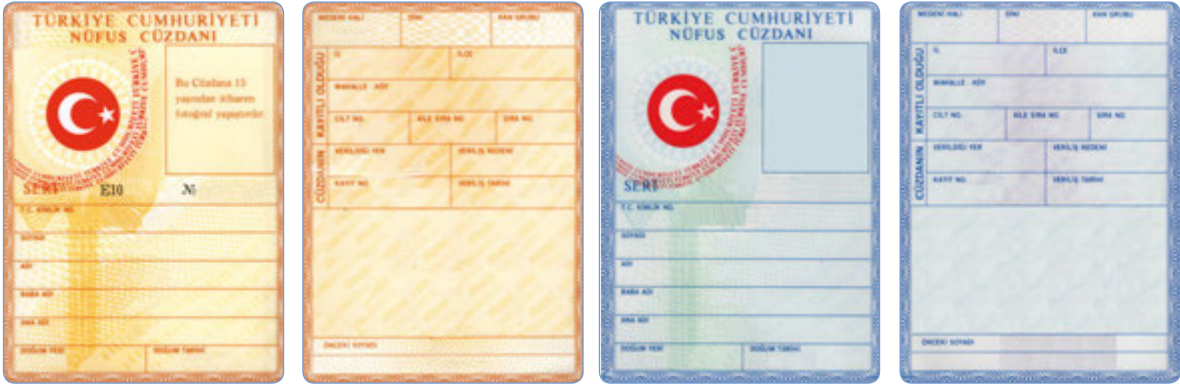 TÜRKİYE CUMHURİYETİ
NÜFUS CÜZDANI
Bu Cüzdana 15
yaşından itibaren
fotoğraf yapıştırılır.
SERİ E10 №
T.C. KİMLİK NO.
SOYADI
ADI
BABA ADI
ANA ADI
DOĞUM YERİ DOĞUM TARİHİ
MEDENİ HALİ DİNİ KAN GRUBU
CÜZDANIN KAYITLI OLDUĞU
İL İLÇE
MAHALLE - KÖY
CİLT NO. AİLE SIRA NO. SIRA NO.
VERİLDİĞİ YER VERİLİŞ NEDENİ
KAYIT NO. VERİLİŞ TARİHİ
ÖNCEKİ SOYADI
TÜRKİYE CUMHURİYETİ
NÜFUS CÜZDANI
SERİ
T.C. KİMLİK NO.
SOYADI
ADI
BABA ADI
ANA ADI
DOĞUM YERİ DOĞUM TARİHİ
MEDENİ HALİ DİNİ KAN GRUBU
CÜZDANIN KAYITLI OLDUĞU
İL İLÇE
MAHALLE - KÖY
CİLT NO. AİLE SIRA NO. SIRA NO.
VERİLDİĞİ YER VERİLİŞ NEDENİ
KAYIT NO. VERİLİŞ TARİHİ
ÖNCEKİ SOYADI